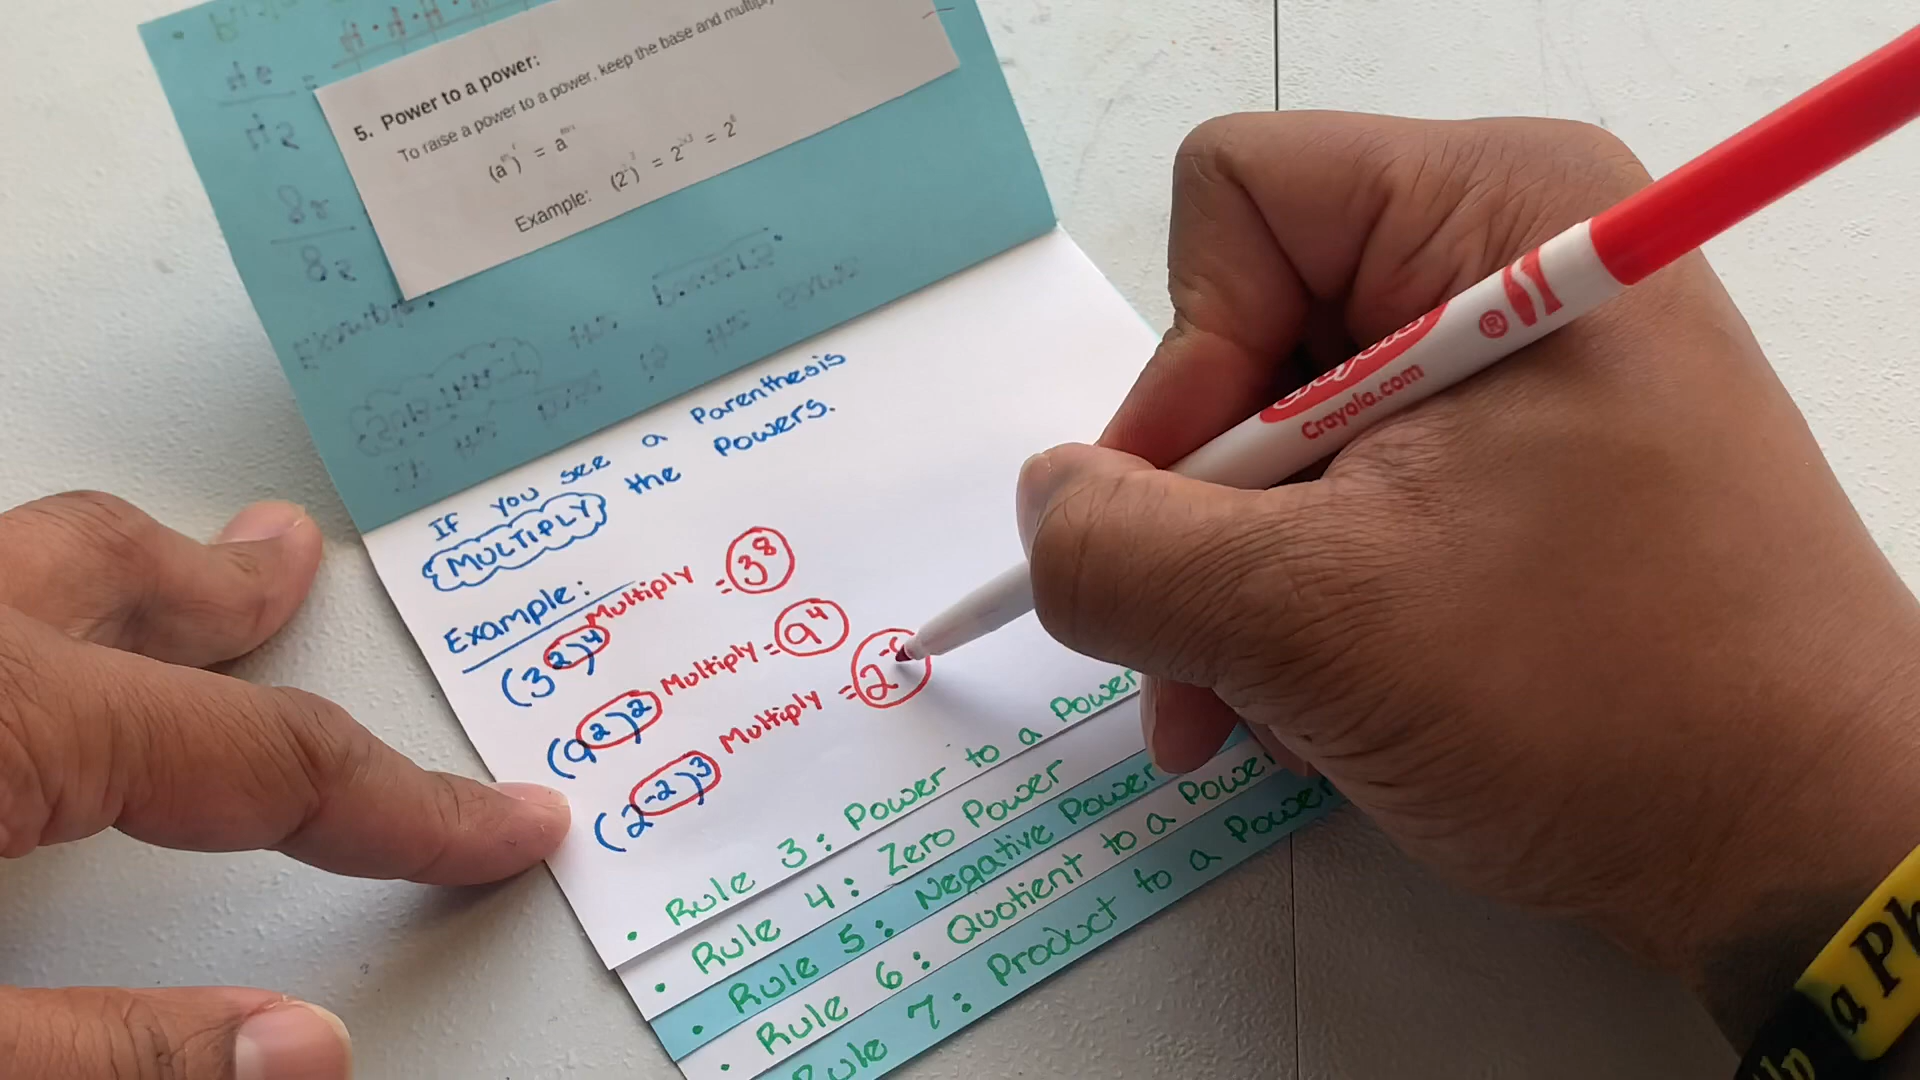 5. Power to a power:
To raise a power to a power, keep the base and multiply
(a^m)^n = a^mn
Example: (2^2)^3 = 2^2x3 = 2^6
If you see a Parenthesis
MULTIPLY the Powers.
Example:
(3^2)^4 Multiply = 3^8
(9^2)^2 Multiply = 9^4
(2^-2)^3 Multiply = 2^-
• Rule 3: Power to a Power
• Rule 4: Zero Power
• Rule 5: Negative Power
• Rule 6: Quotient to a Power
Rule 7: Product to a Power
Crayola
Crayola.com
®